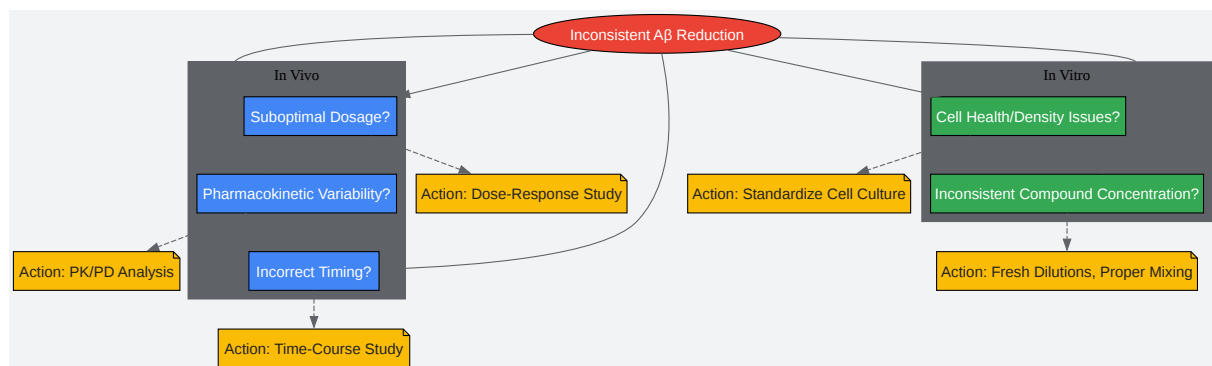 Inconsistent Aβ Reduction
In Vivo
In Vitro
Suboptimal Dosage?
Cell Health/Density Issues?
Pharmacokinetic Variability?
Action: Dose-Response Study
Action: Standardize Cell Culture
Inconsistent Compound Concentration?
Action: PK/PD Analysis
Incorrect Timing?
Action: Fresh Dilutions, Proper Mixing
Action: Time-Course Study